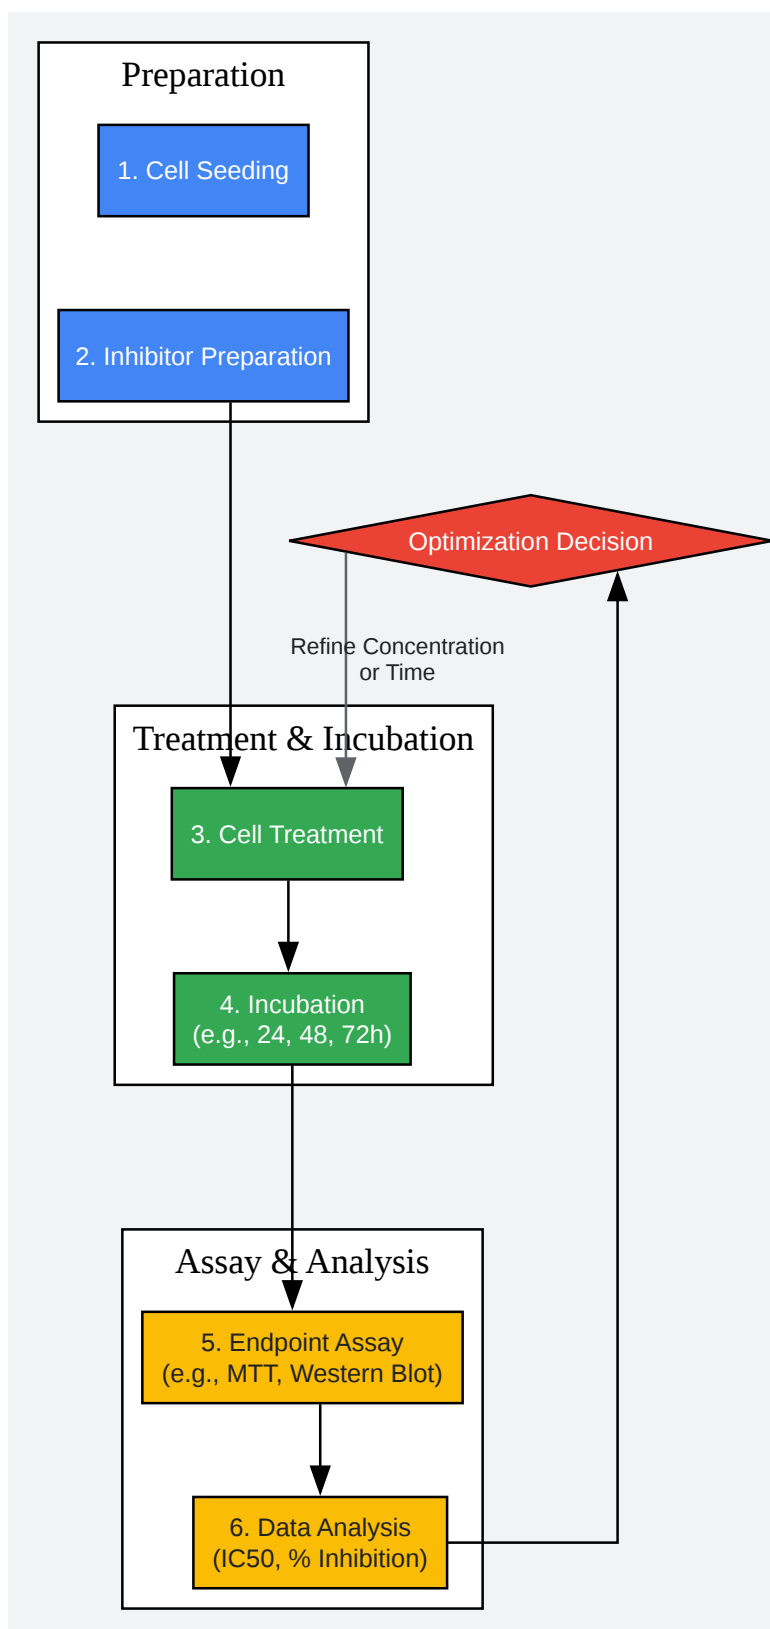 Preparation
1. Cell Seeding
2. Inhibitor Preparation
Optimization Decision
Refine Concentration
or Time
Treatment & Incubation
3. Cell Treatment
4. Incubation
(e.g., 24, 48, 72h)
Assay & Analysis
5. Endpoint Assay
(e.g., MTT, Western Blot)
6. Data Analysis
(IC50, % Inhibition)